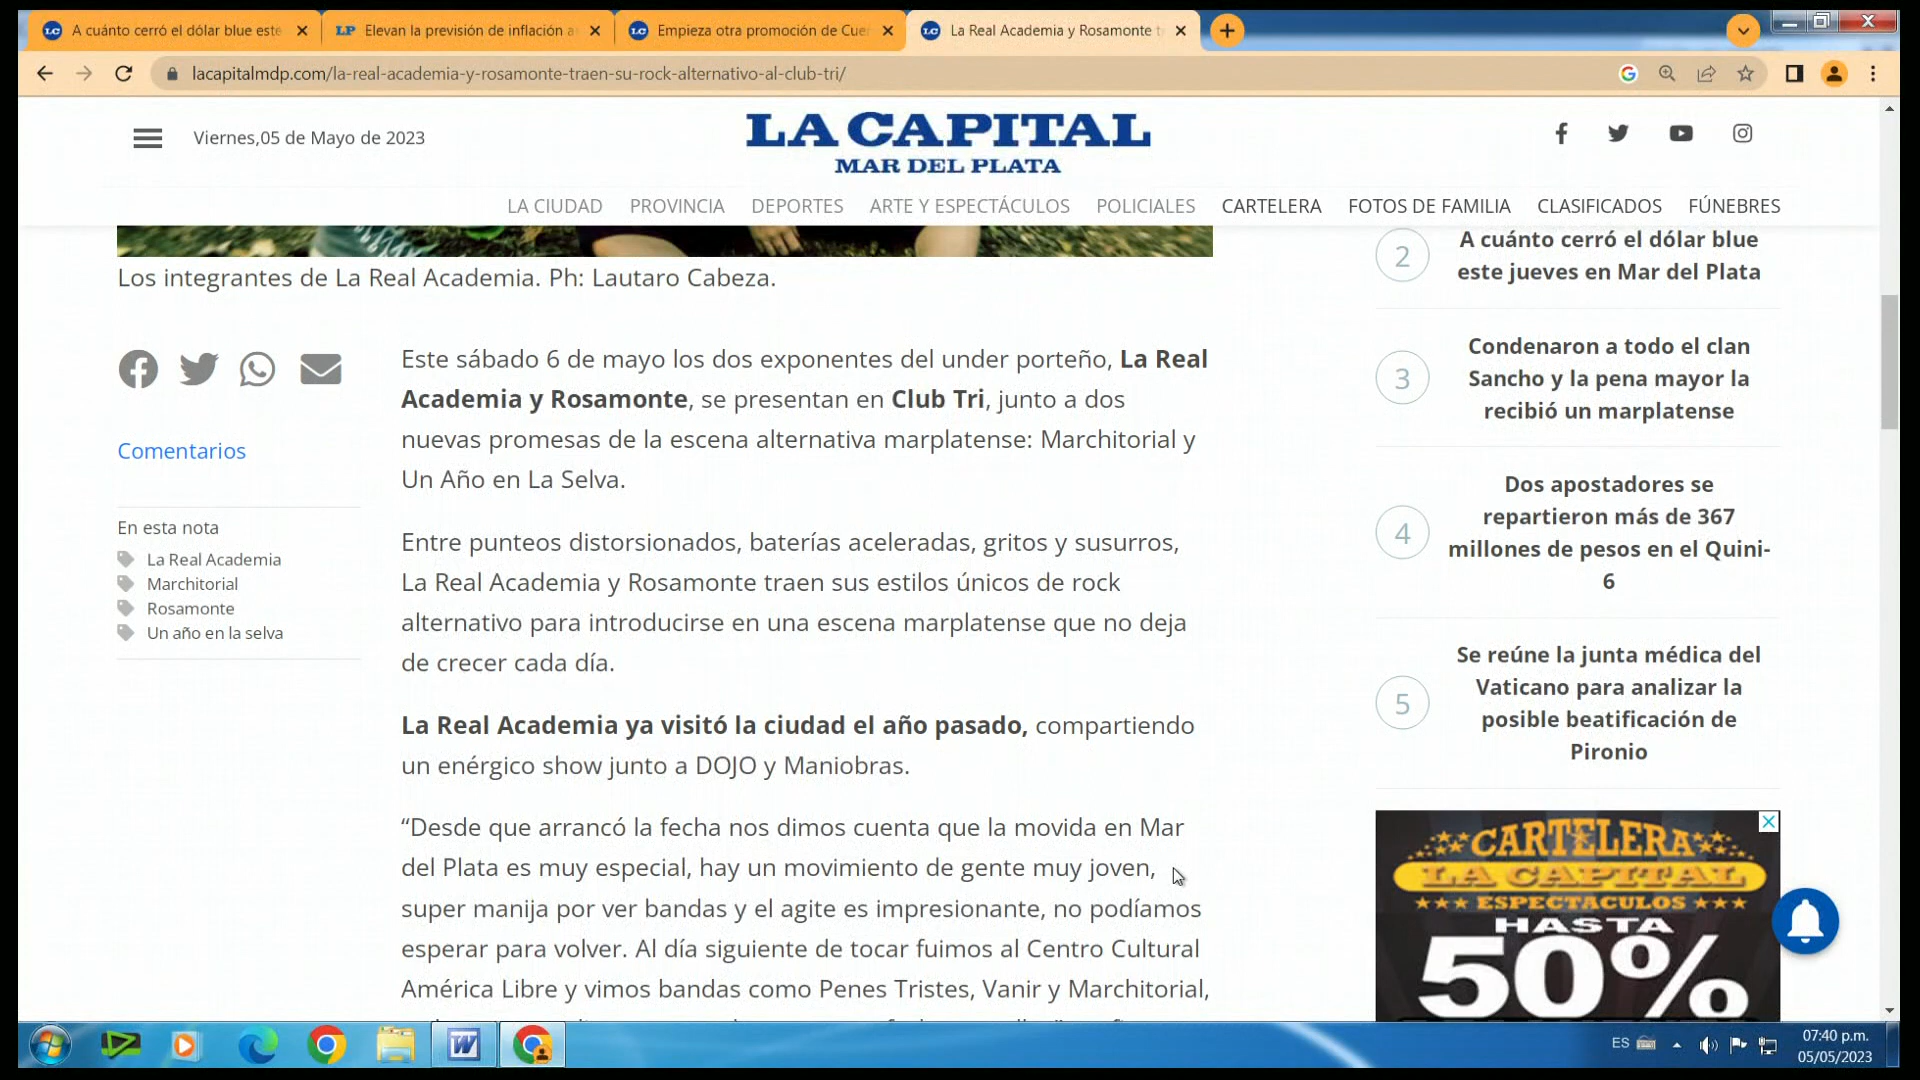 A cuánto cerró el dólar blue este
Elevan la previsión de inflación a
Empieza otra promoción de Cue
La Real Academia y Rosamonte t
lacapitalmdp.com/la-real-academia-y-rosamonte-traen-su-rock-alternativo-al-club-tri/
Viernes,05 de Mayo de 2023
LA CAPITAL
MAR DEL PLATA
LA CIUDAD PROVINCIA DEPORTES ARTE Y ESPECTÁCULOS POLICIALES CARTELERA FOTOS DE FAMILIA CLASIFICADOS FÚNEBRES
Los integrantes de La Real Academia. Ph: Lautaro Cabeza.
Comentarios
En esta nota
La Real Academia
Marchitorial
Rosamonte
Un año en la selva
Este sábado 6 de mayo los dos exponentes del under porteño, La Real
Academia y Rosamonte, se presentan en Club Tri, junto a dos
nuevas promesas de la escena alternativa marplatense: Marchitorial y
Un Año en La Selva.
Entre punteos distorsionados, baterías aceleradas, gritos y susurros,
La Real Academia y Rosamonte traen sus estilos únicos de rock
alternativo para introducirse en una escena marplatense que no deja
de crecer cada día.
La Real Academia ya visitó la ciudad el año pasado, compartiendo
un enérgico show junto a DOJO y Maniobras.
“Desde que arrancó la fecha nos dimos cuenta que la movida en Mar
del Plata es muy especial, hay un movimiento de gente muy joven,
super manija por ver bandas y el agite es impresionante, no podíamos
esperar para volver. Al día siguiente de tocar fuimos al Centro Cultural
América Libre y vimos bandas como Penes Tristes, Vanir y Marchitorial,
2
A cuánto cerró el dólar blue
este jueves en Mar del Plata
3
Condenaron a todo el clan
Sancho y la pena mayor la
recibió un marplatense
4
Dos apostadores se
repartieron más de 367
millones de pesos en el Quini-
6
5
Se reúne la junta médica del
Vaticano para analizar la
posible beatificación de
Pironio
CARTELERA
LA CAPITAL
ESPECTACULOS
HASTA
50%
ES
07:40 p.m.
05/05/2023